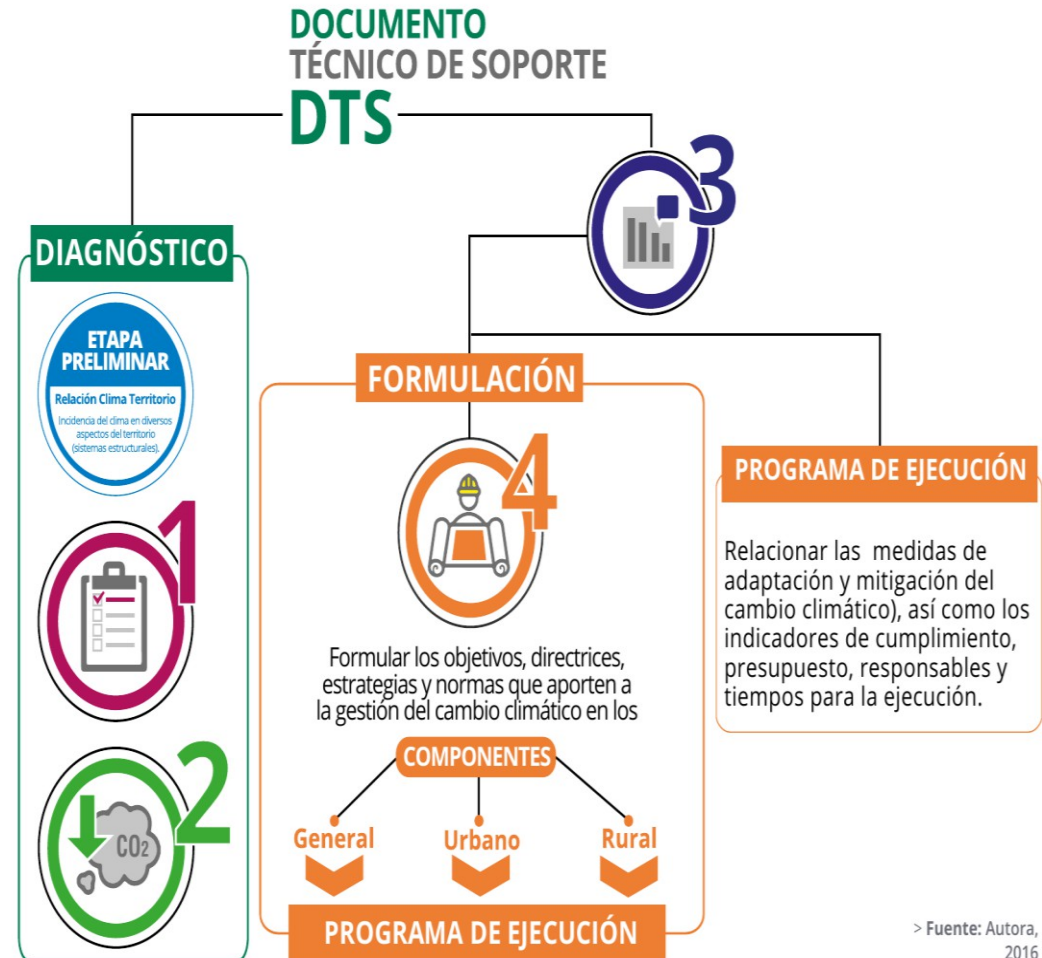 DOCUMENTO
TÉCNICO DE SOPORTE
DTS
3
DIAGNÓSTICO
ETAPA
PRELIMINAR
Relación Clima Territorio
Incidencia del clima en diversos
aspectos del territorio
(sistemas estructurales).
1
2
CO2
FORMULACIÓN
4
Formular los objetivos, directrices,
estrategias y normas que aporten a
la gestión del cambio climático en los
COMPONENTES
General
Urbano
Rural
PROGRAMA DE EJECUCIÓN
PROGRAMA DE EJECUCIÓN
Relacionar las medidas de
adaptación y mitigación del
cambio climático), así como los
indicadores de cumplimiento,
presupuesto, responsables y
tiempos para la ejecución.
> Fuente: Autora,
2016